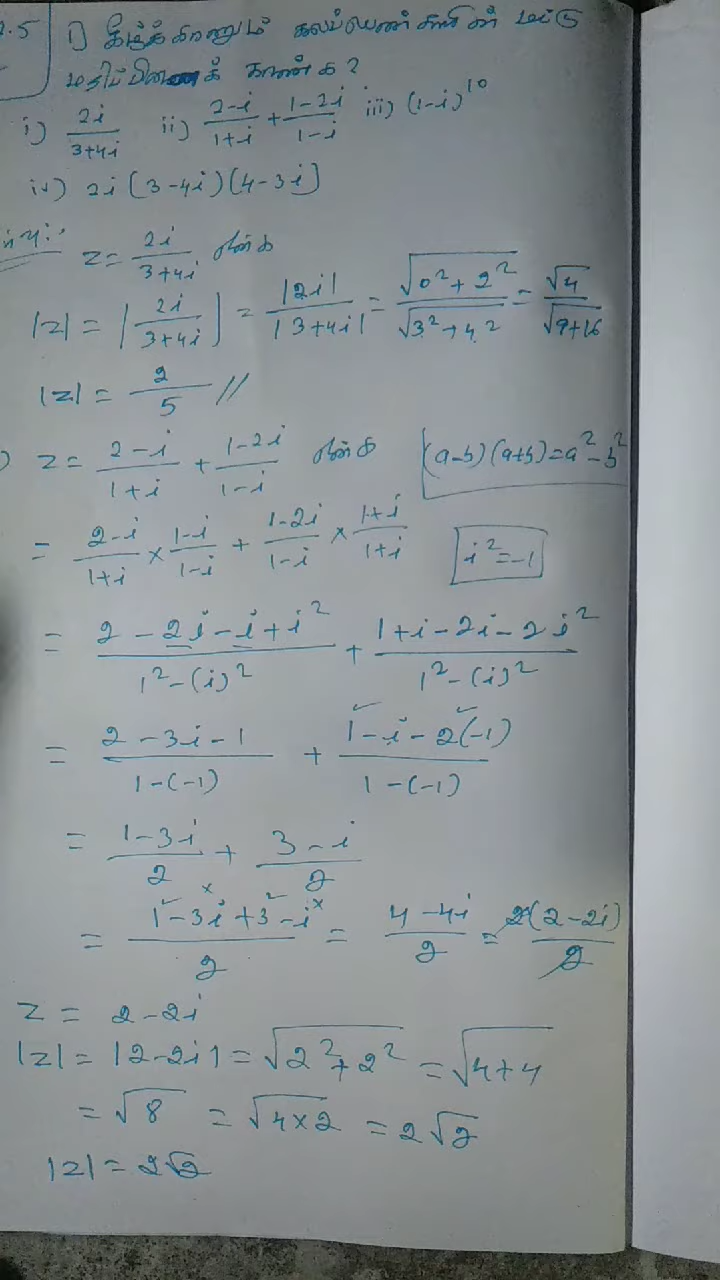 2.5 1) கீழ்க்காணும் கலப்பெண்களின் மட்டு
மதிப்பினைக் காண்க?
i) 2i/(3+4i) ii) (2-i)/(1+i) + (1-2i)/(1-i) iii) (1-i)^10
iv) 2i(3-4i)(4-3i)
z = 2i/(3+4i) என்க
|z| = |2i/(3+4i)| = |2i|/|3+4i| = √(0²+2²)/√(3²+4²) = √4/√(9+16)
|z| = 2/5 //
) z = (2-i)/(1+i) + (1-2i)/(1-i) என்க (a-b)(a+b)=a²-b²
= (2-i)/(1+i) × (1-i)/(1-i) + (1-2i)/(1-i) × (1+i)/(1+i) i²=-1
= (2-2i-i+i²)/(1²-(i)²) + (1+i-2i-2i²)/(1²-(i)²)
= (2-3i-1)/(1-(-1)) + (1-i-2(-1))/(1-(-1))
= (1-3i)/2 + (3-i)/2
= (1-3i+3-i)/2 = (4-4i)/2 = 2(2-2i)/2
z = 2-2i
|z| = |2-2i| = √(2²+2²) = √(4+4)
= √8 = √(4×2) = 2√2
|z| = 2√2